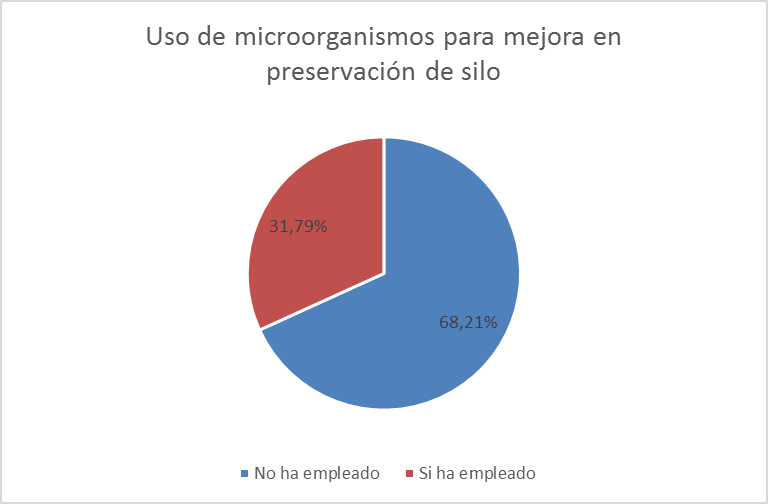 Uso de microorganismos para mejora en
preservación de silo
31,79%
68,21%
No ha empleado
Si ha empleado